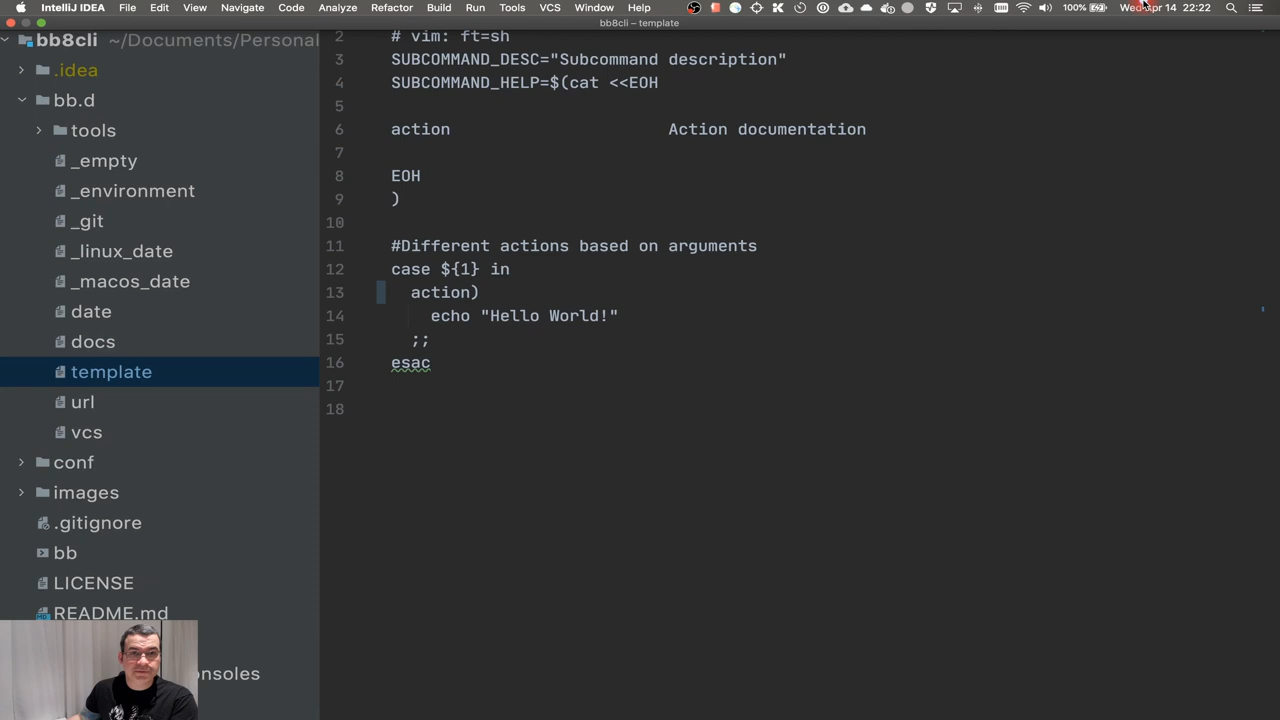 IntelliJ IDEA File Edit View Navigate Code Analyze Refactor Build Run Tools VCS Window Help 100% 14 22:22
bb8cli – template
bb8cli ~/Documents/Personal
.idea
bb.d
tools
_empty
_environment
_git
_linux_date
_macos_date
date
docs
template
url
vcs
conf
images
.gitignore
bb
LICENSE
README.md
onsoles
2 # vim: ft=sh
3 SUBCOMMAND_DESC="Subcommand description"
4 SUBCOMMAND_HELP=$(cat <<EOH
5
6 action Action documentation
7
8 EOH
9 )
10
11 #Different actions based on arguments
12 case ${1} in
13 action)
14 echo "Hello World!"
15 ;;
16 esac
17
18